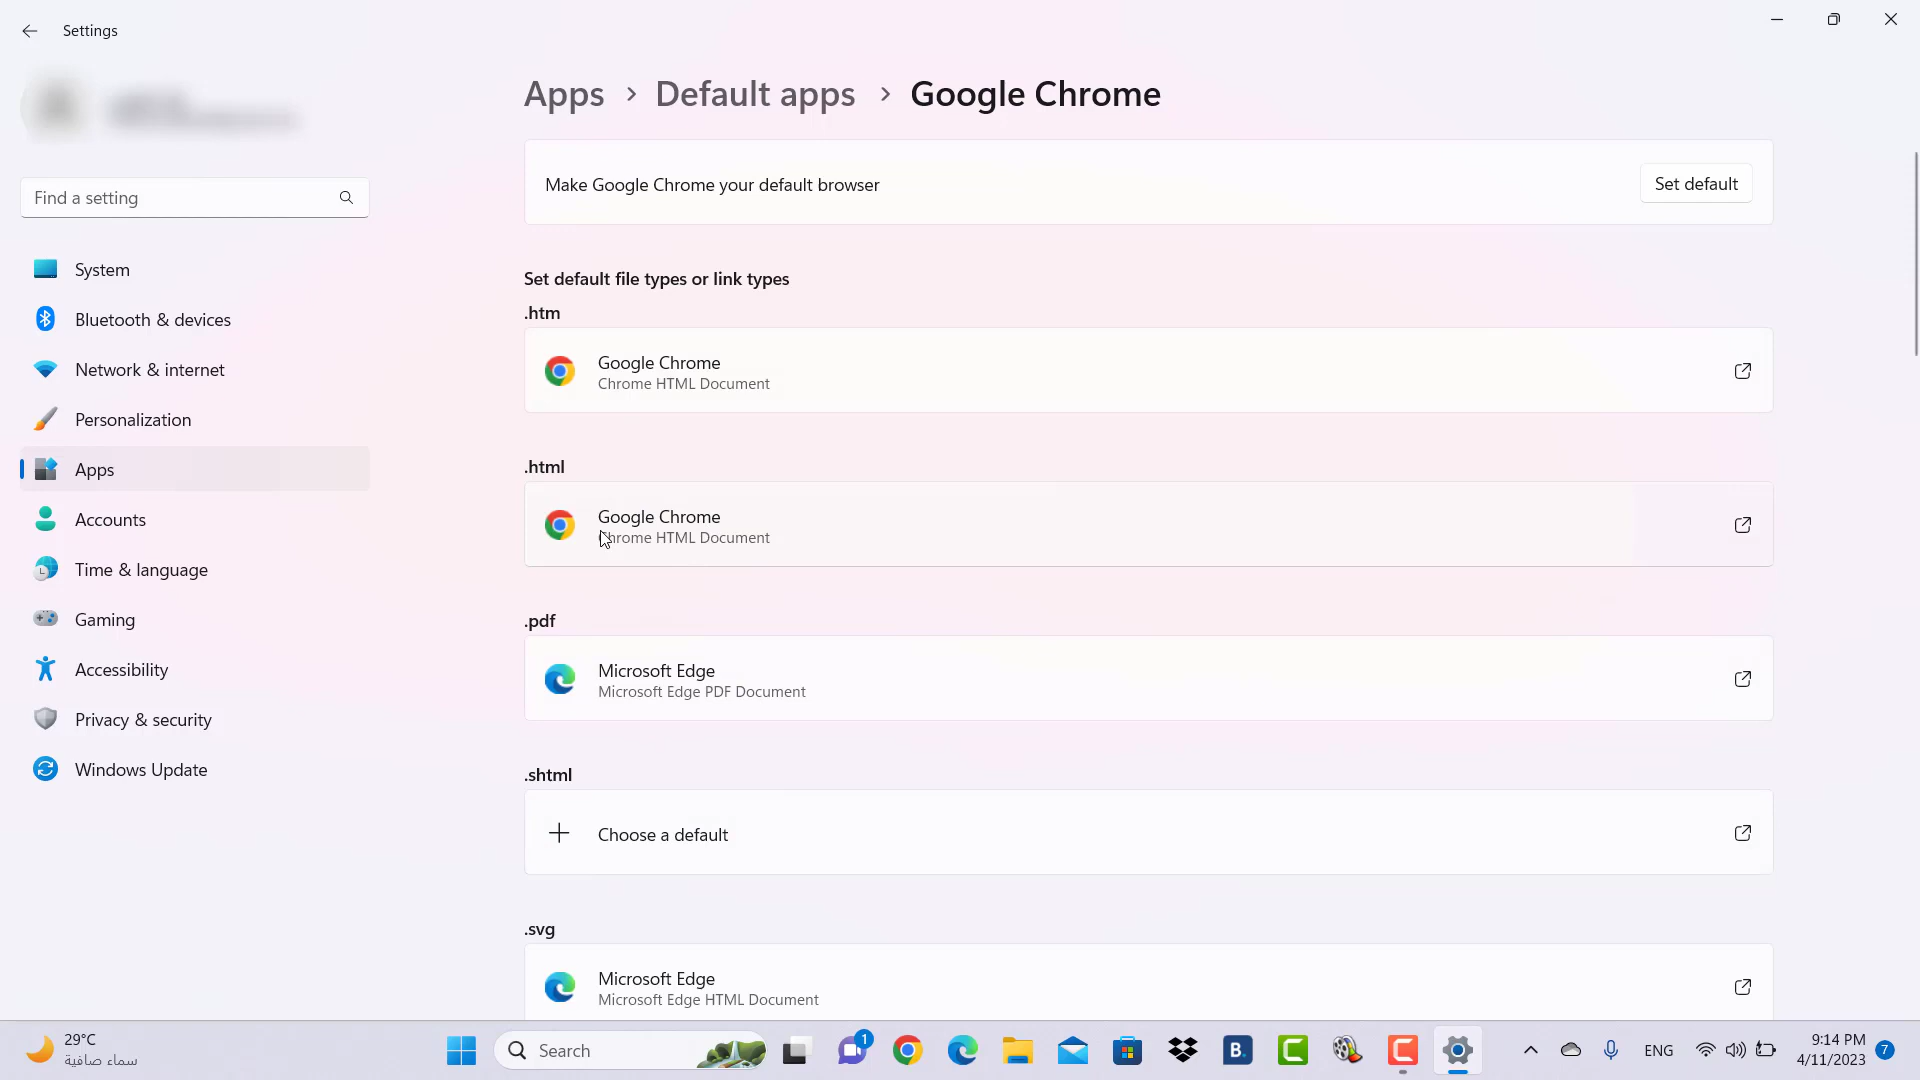 Settings
Find a setting
System
Bluetooth & devices
Network & internet
Personalization
Apps
Accounts
Time & language
Gaming
Accessibility
Privacy & security
Windows Update
Apps > Default apps > Google Chrome
Make Google Chrome your default browser
Set default
Set default file types or link types
.htm
Google Chrome
Chrome HTML Document
.html
Google Chrome
Chrome HTML Document
.pdf
Microsoft Edge
Microsoft Edge PDF Document
.shtml
Choose a default
.svg
Microsoft Edge
Microsoft Edge HTML Document
29°C
سماء صافية
Search
1
B.
ENG
9:14 PM
4/11/2023
7